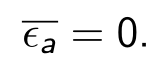 $\overline{\epsilon_a} = 0.$